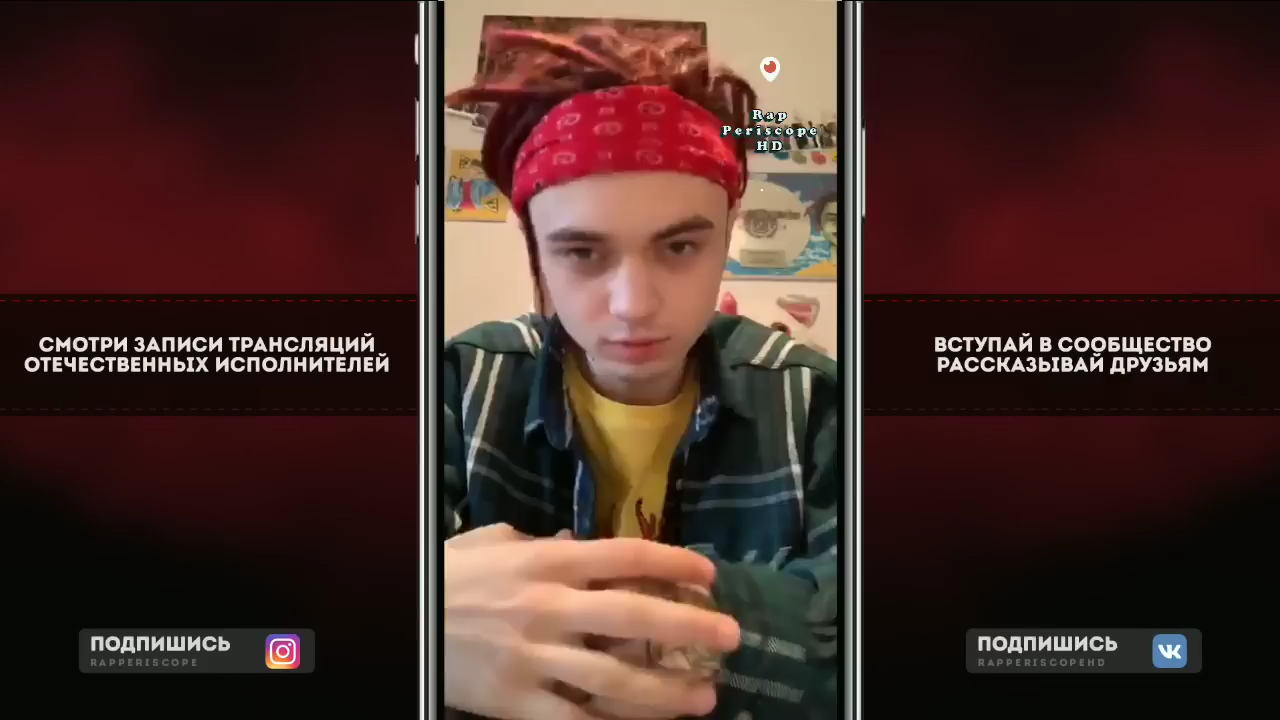 Rap
Periscope
HD
СМОТРИ ЗАПИСИ ТРАНСЛЯЦИЙ
ОТЕЧЕСТВЕННЫХ ИСПОЛНИТЕЛЕЙ
ВСТУПАЙ В СООБЩЕСТВО
РАССКАЗЫВАЙ ДРУЗЬЯМ
ПОДПИШИСЬ
RAPPERISCOPE
ПОДПИШИСЬ
RAPPERISCOPEHD